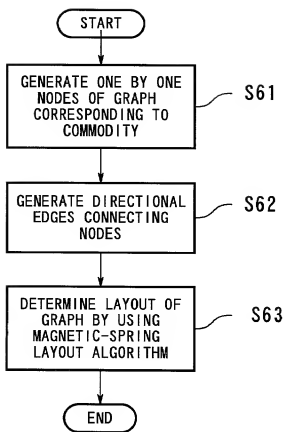 START
GENERATE ONE BY ONE
NODES OF GRAPH
CORRESPONDING TO
COMMODITY
S61
GENERATE DIRECTIONAL
EDGES CONNECTING
NODES
S62
DETERMINE LAYOUT OF
GRAPH BY USING
MAGNETIC-SPRING
LAYOUT ALGORITHM
S63
END